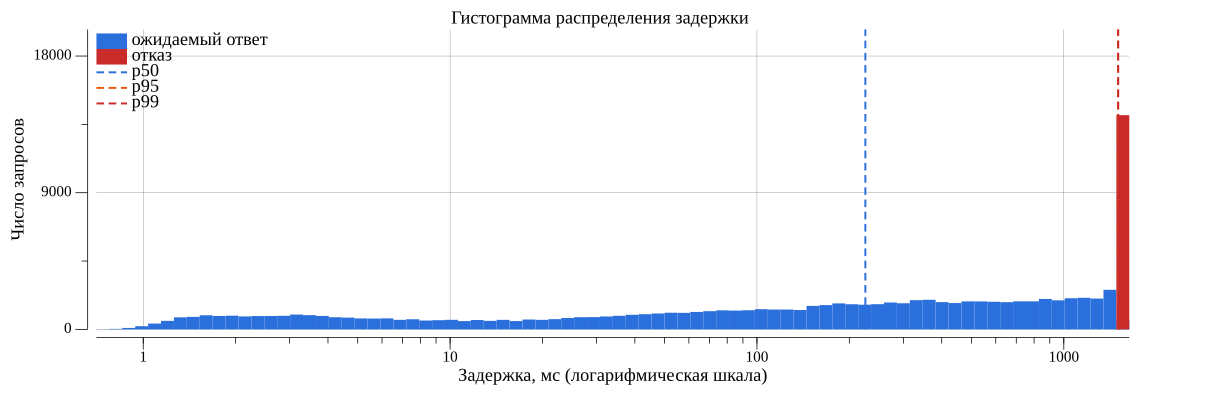 Гистограмма распределения задержки
ожидаемый ответ
отказ
p50
p95
p99
18000
9000
0
Число запросов
1
10
100
1000
Задержка, мс (логарифмическая шкала)